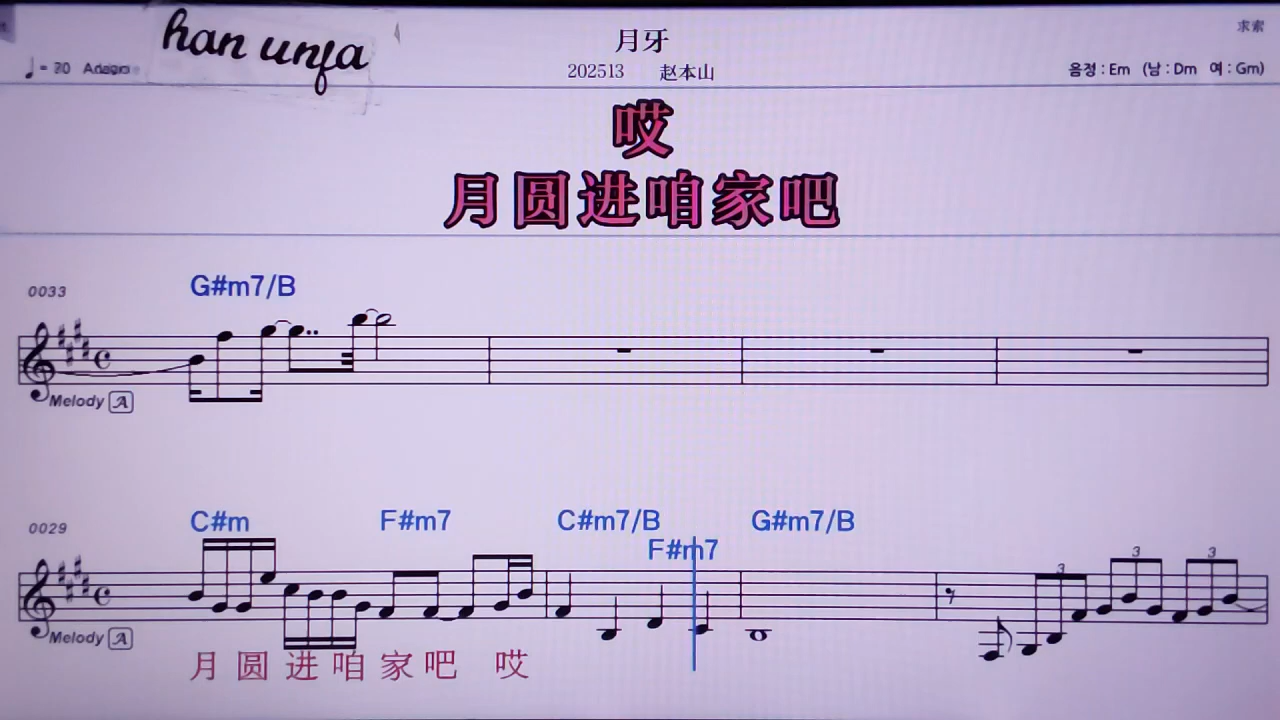 han unfa
月牙
求索
♩ = 70 Adagio
202513 赵本山
음정 : Em (남 : Dm 여 : Gm)
哎
月圆进咱家吧
0033
G#m7/B
Melody A
0029
C#m F#m7 C#m7/B G#m7/B
F#m7
3 3 3
Melody A
月圆进咱家吧 哎